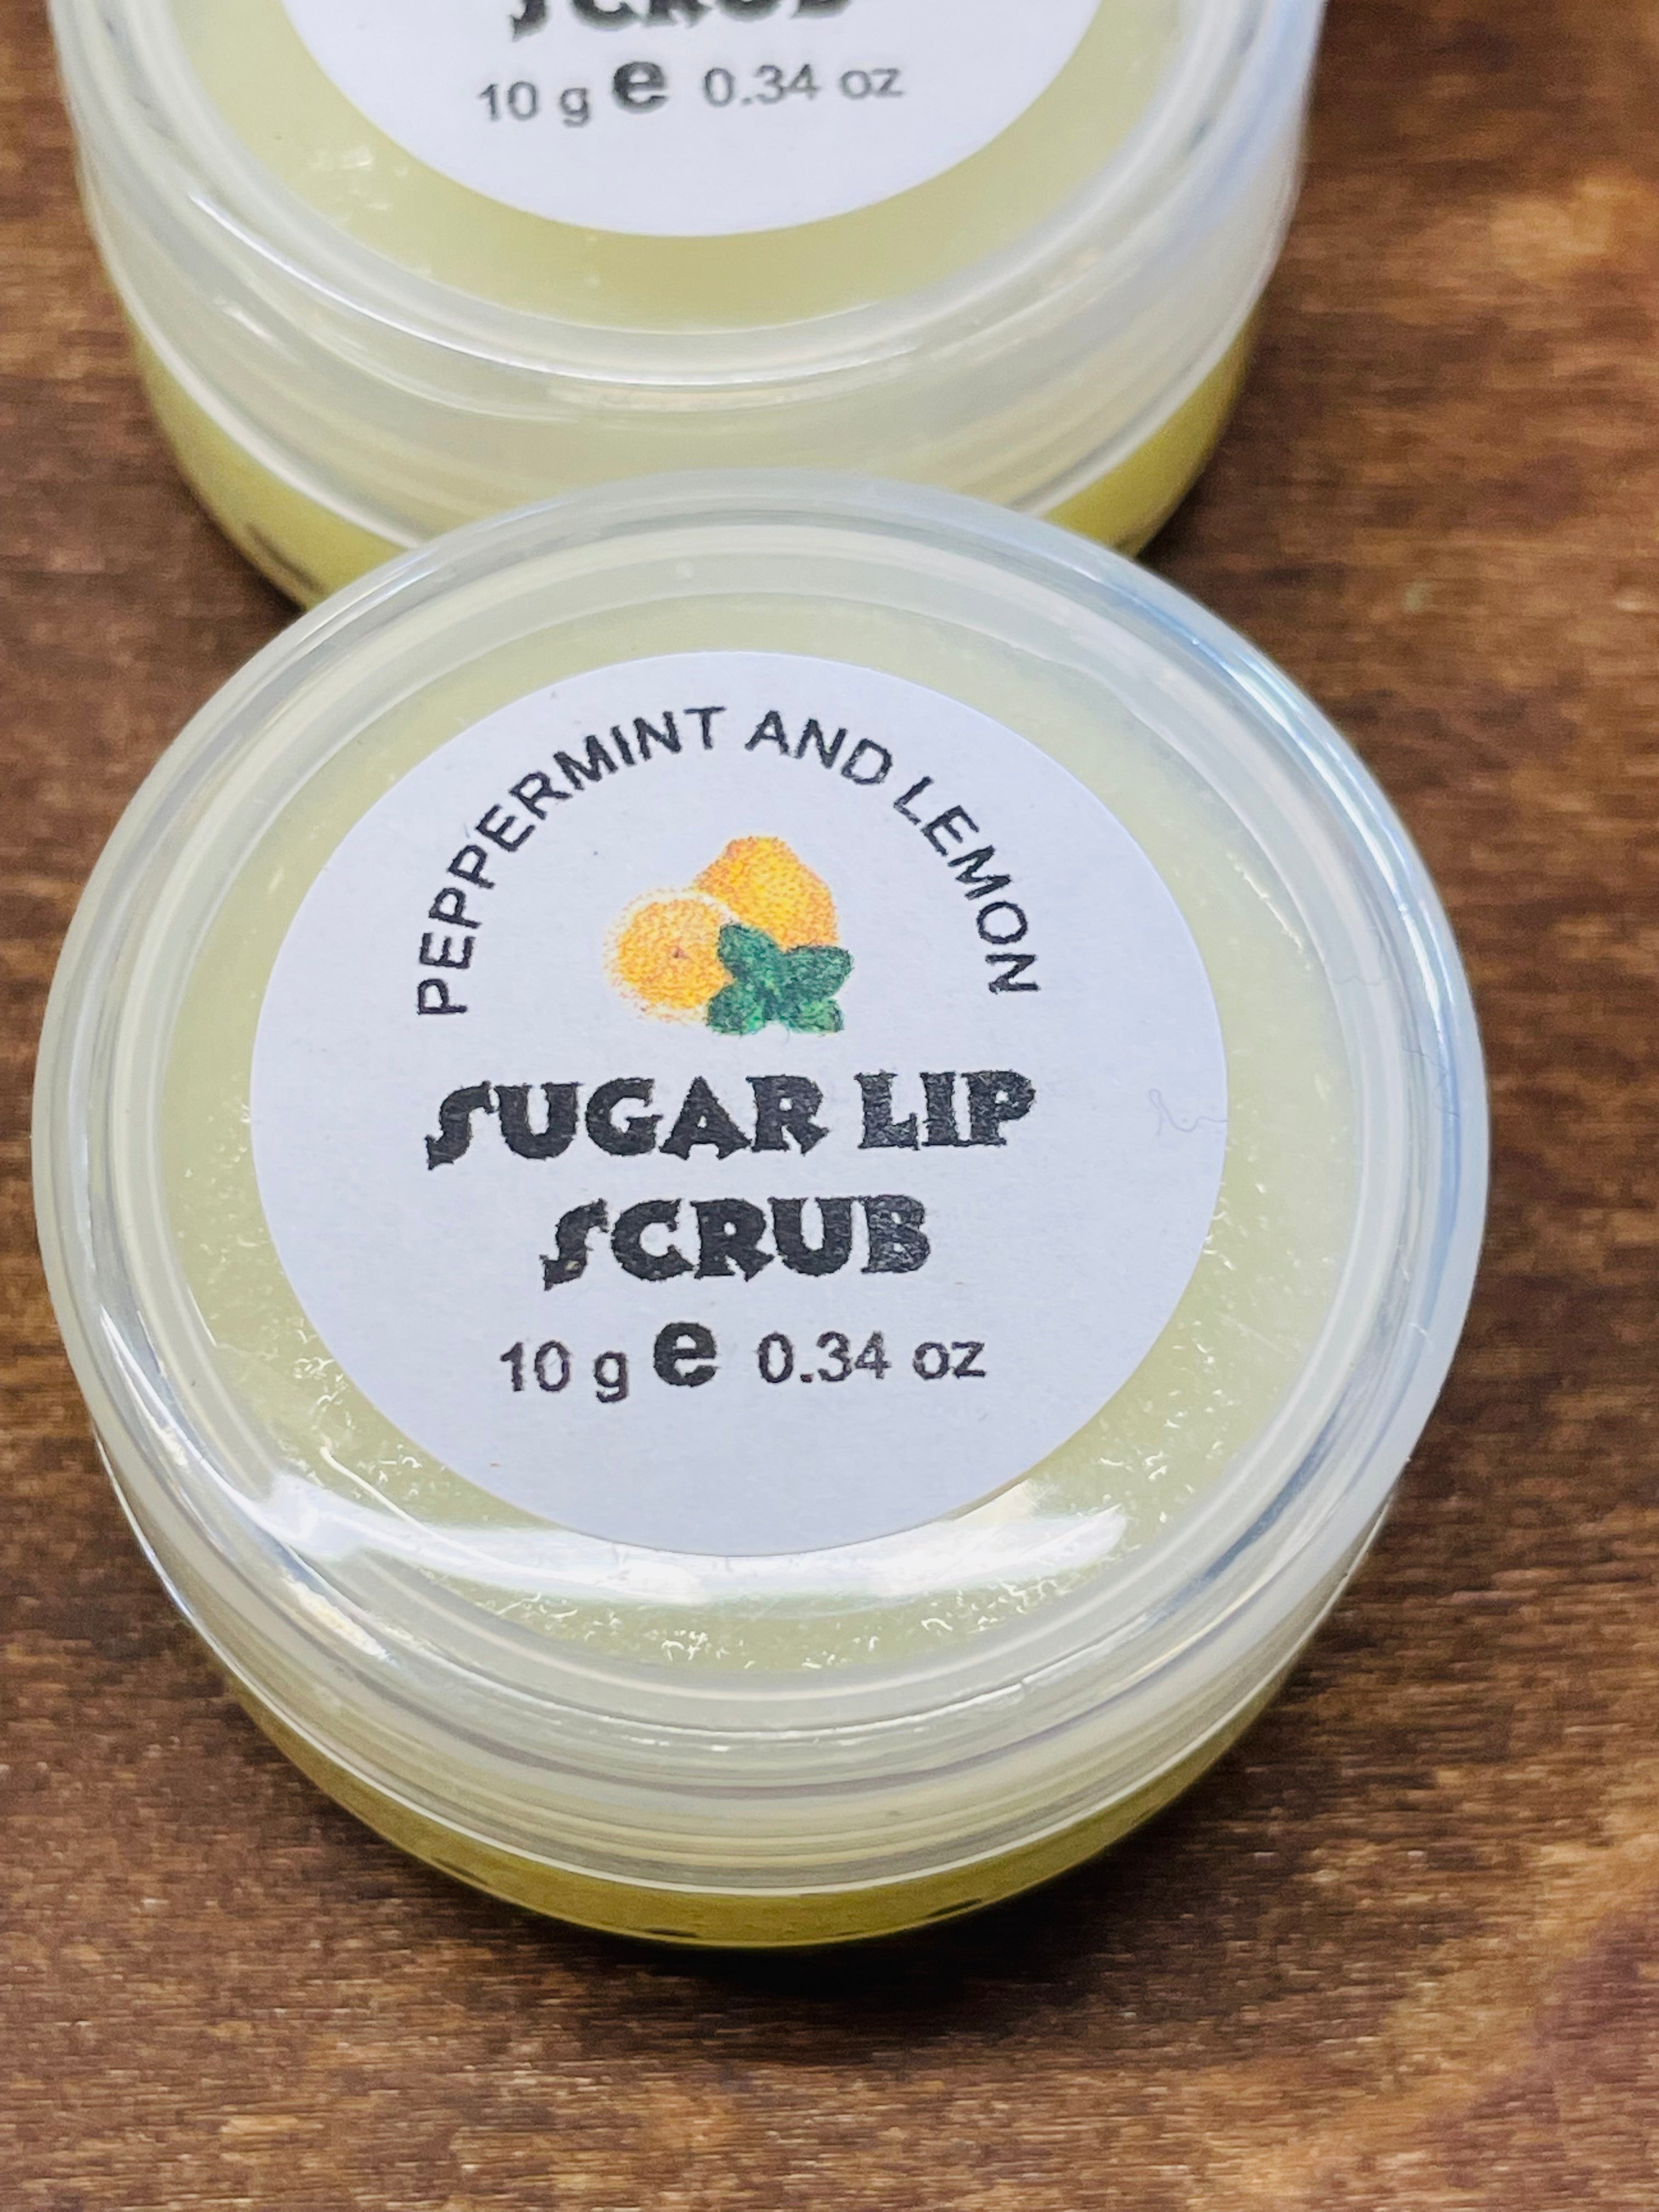 SCRUB
10 g e 0.34 oz
PEPPERMINT AND LEMON
SUGAR LIP
SCRUB
10 g e 0.34 oz